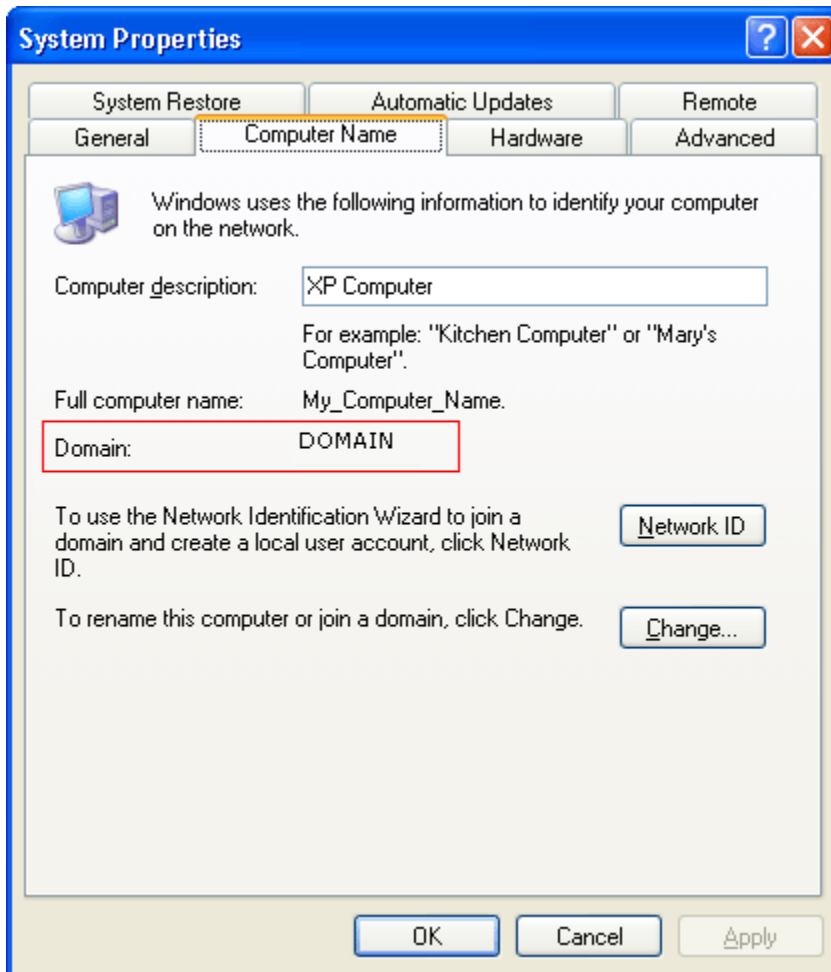 System Properties
System Restore
Automatic Updates
Remote
General
Computer Name
Hardware
Advanced
Windows uses the following information to identify your computer
on the network.
Computer description:
XP Computer
For example: "Kitchen Computer" or "Mary's
Computer".
Full computer name:
My_Computer_Name.
Domain:
DOMAIN
To use the Network Identification Wizard to join a
domain and create a local user account, click Network
ID.
Network ID
To rename this computer or join a domain, click Change.
Change...
OK
Cancel
Apply